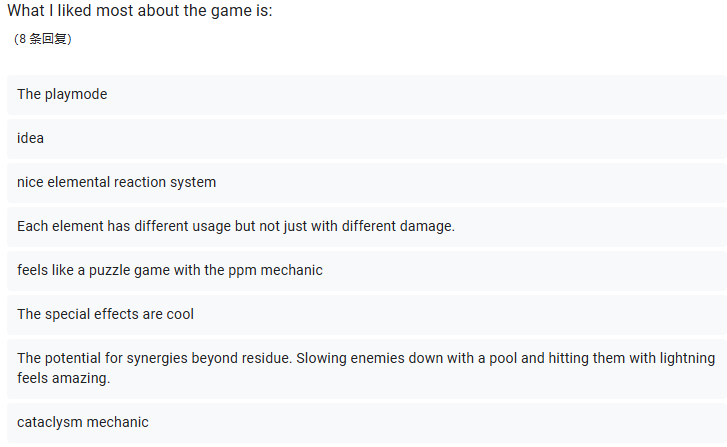 What I liked most about the game is:
(8 条回复)
The playmode
idea
nice elemental reaction system
Each element has different usage but not just with different damage.
feels like a puzzle game with the ppm mechanic
The special effects are cool
The potential for synergies beyond residue. Slowing enemies down with a pool and hitting them with lightning
feels amazing.
cataclysm mechanic